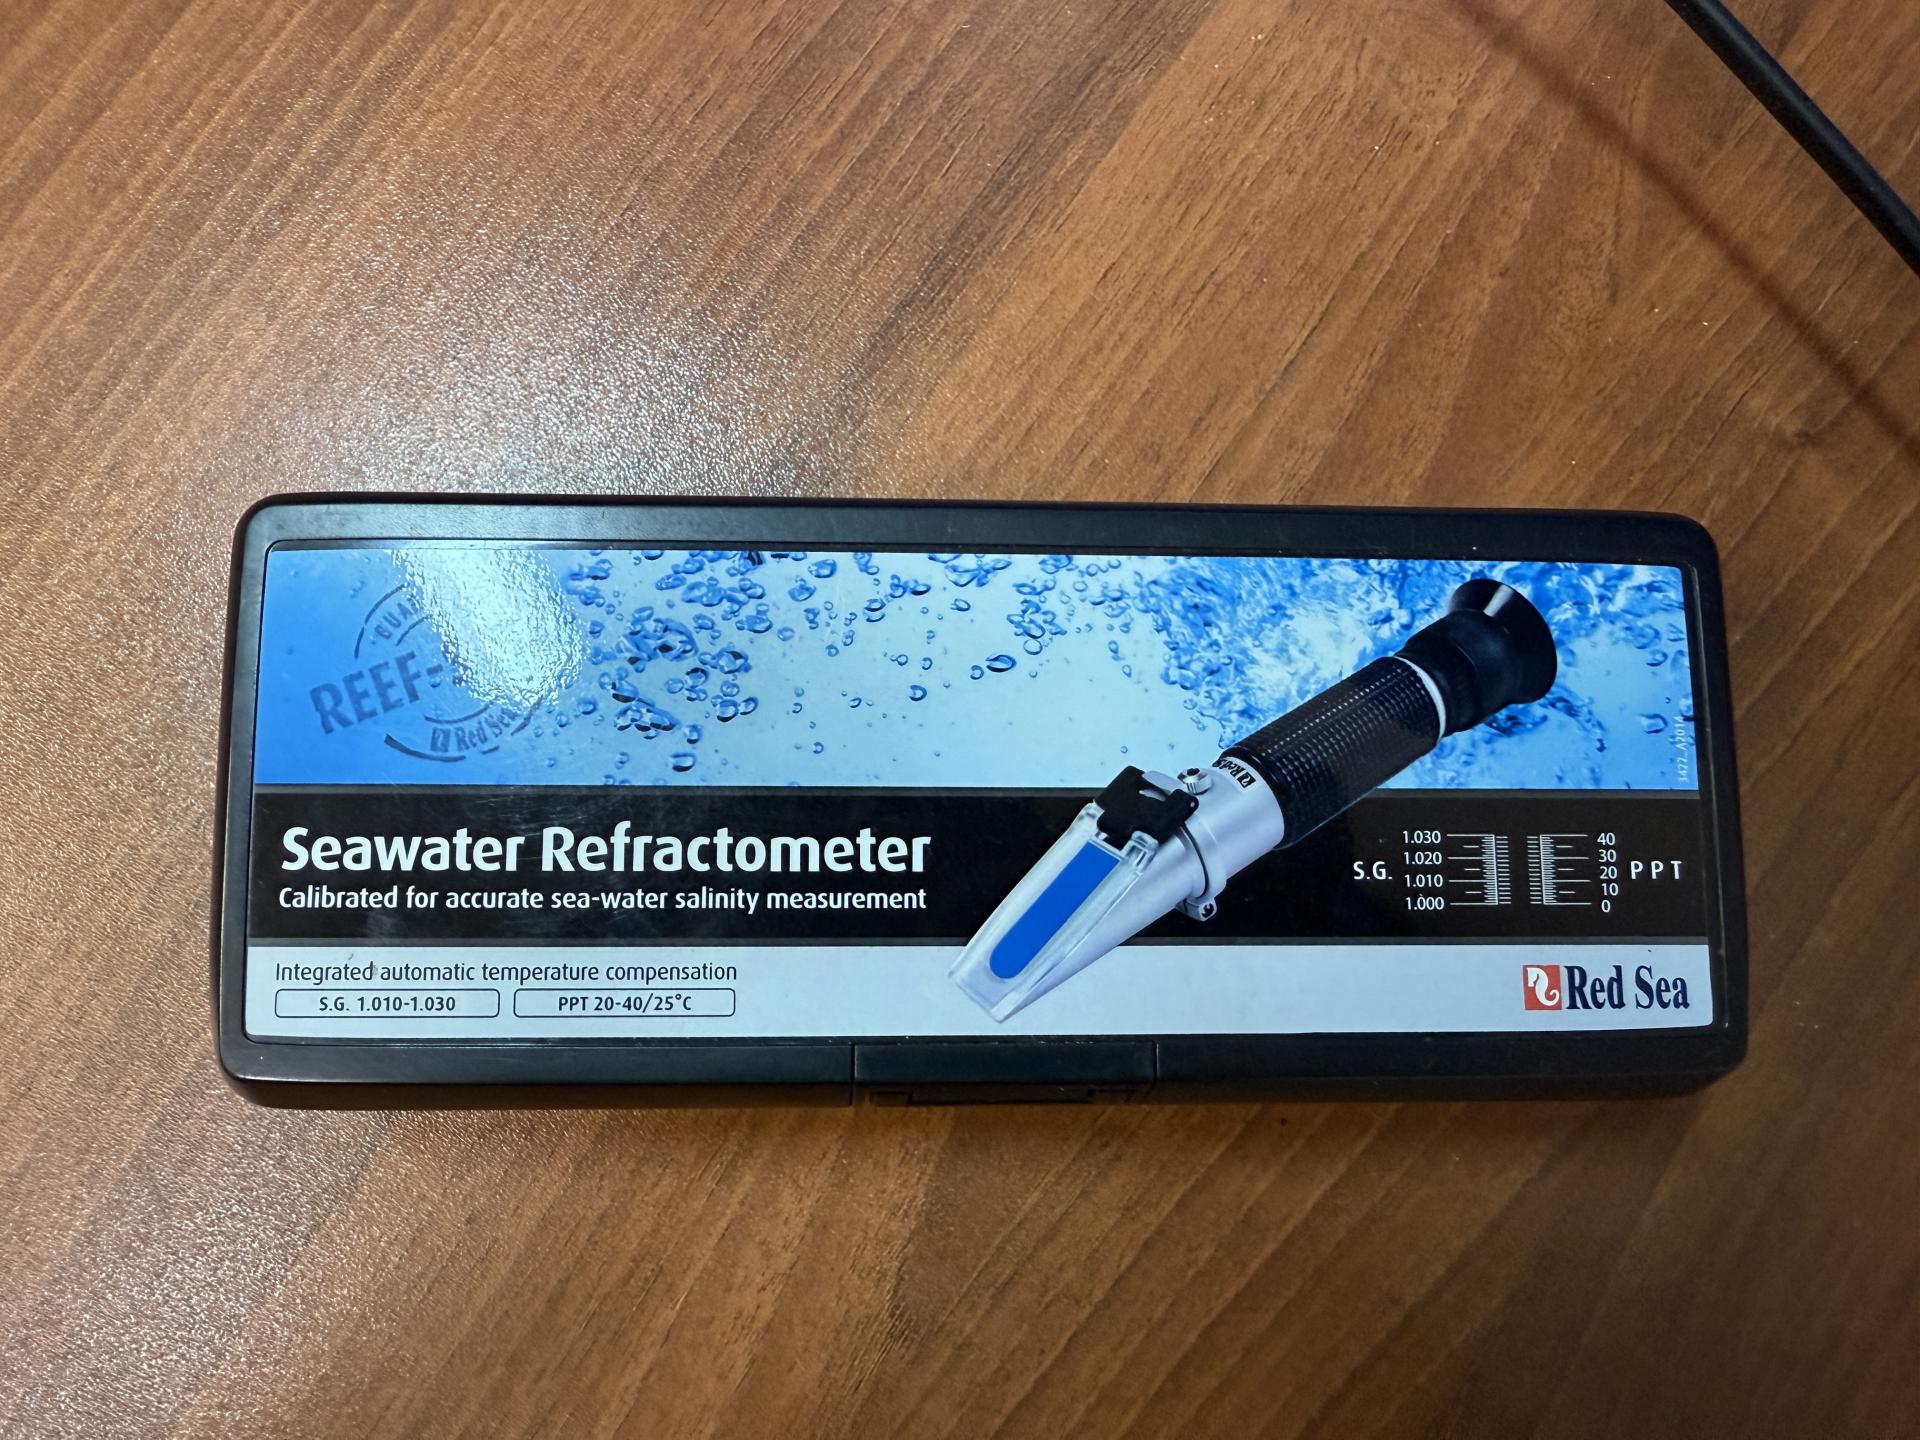 REEF-
Red Sea
Red S
3422_A2014
Seawater Refractometer
Calibrated for accurate sea-water salinity measurement
S.G.
1.030
1.020
1.010
1.000
40
30
20
10
0
PPT
Integrated automatic temperature compensation
S.G. 1.010-1.030
PPT 20-40/25°C
Red Sea